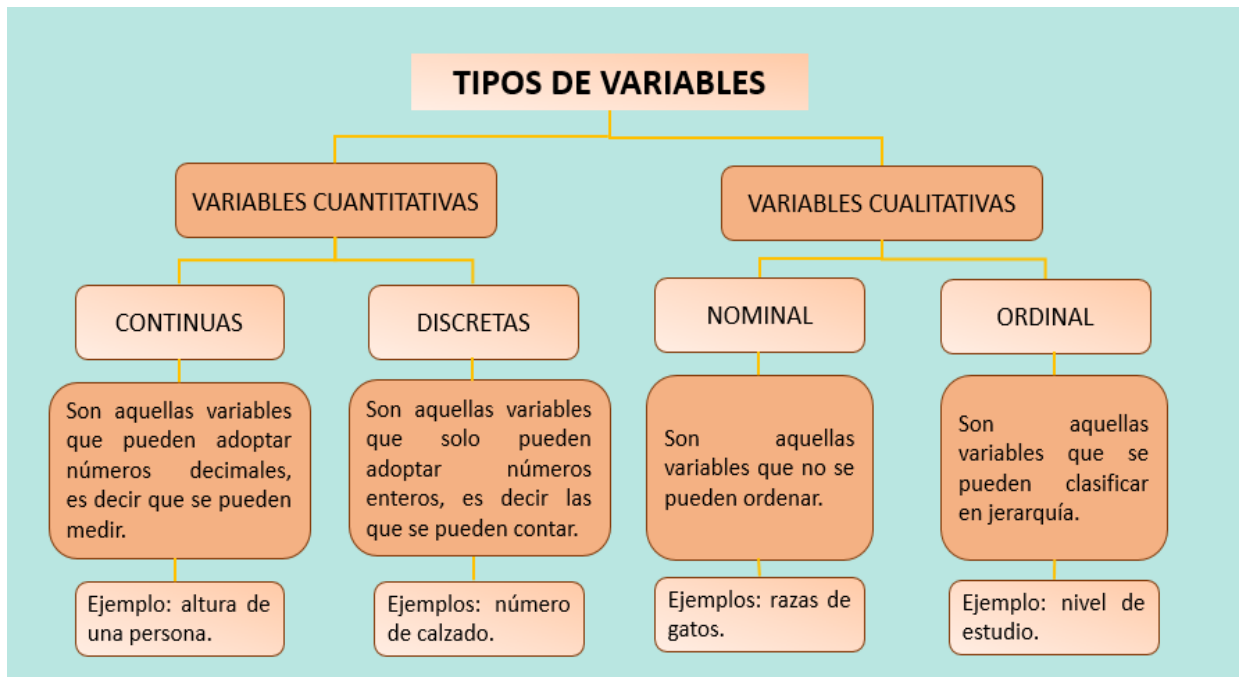 TIPOS DE VARIABLES
VARIABLES CUANTITATIVAS
VARIABLES CUALITATIVAS
CONTINUAS
DISCRETAS
NOMINAL
ORDINAL
Son aquellas variables
que pueden adoptar
números decimales,
es decir que se pueden
medir.
Son aquellas variables
que solo pueden
adoptar números
enteros, es decir las
que se pueden contar.
Son aquellas
variables que no se
pueden ordenar.
Son aquellas
variables que se
pueden clasificar
en jerarquía.
Ejemplo: altura de
una persona.
Ejemplos: número
de calzado.
Ejemplos: razas de
gatos.
Ejemplo: nivel de
estudio.